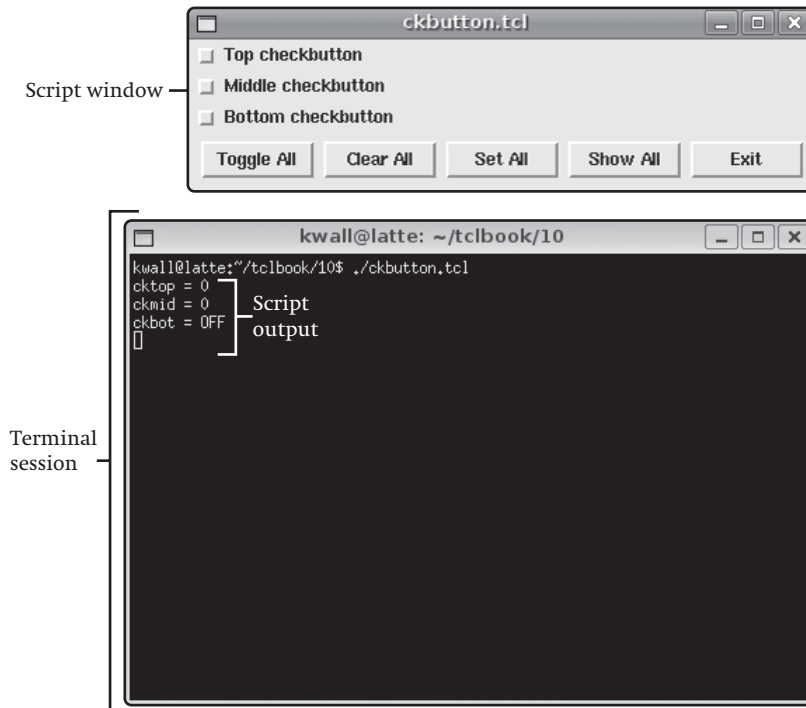 ckbutton.tcl
Top checkbutton
Middle checkbutton
Script window
Bottom checkbutton
Toggle All Clear All Set All Show All Exit
kwall@latte: ~/tclbook/10
kwall@latte:~/tclbook/10$ ./ckbutton.tcl
cktop = 0
ckmid = 0
ckbot = OFF
Script
output
Terminal
session